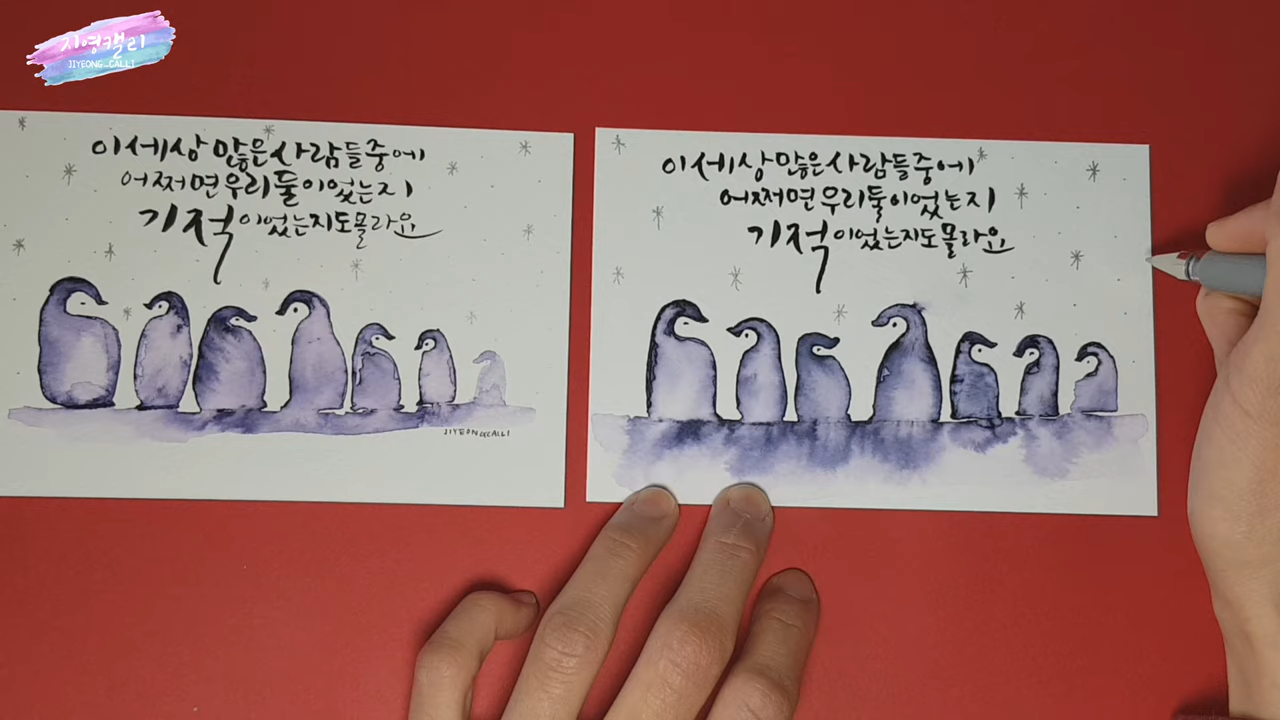 지영캘리
JIYEONG_CALLI
이 세상 많은 사람들 중에
어쩌면 우리 둘이었는지
기적이었는지도 몰라요
JIYEONG CALLI
이 세상 많은 사람들 중에
어쩌면 우리 둘이었는지
기적이었는지도 몰라요